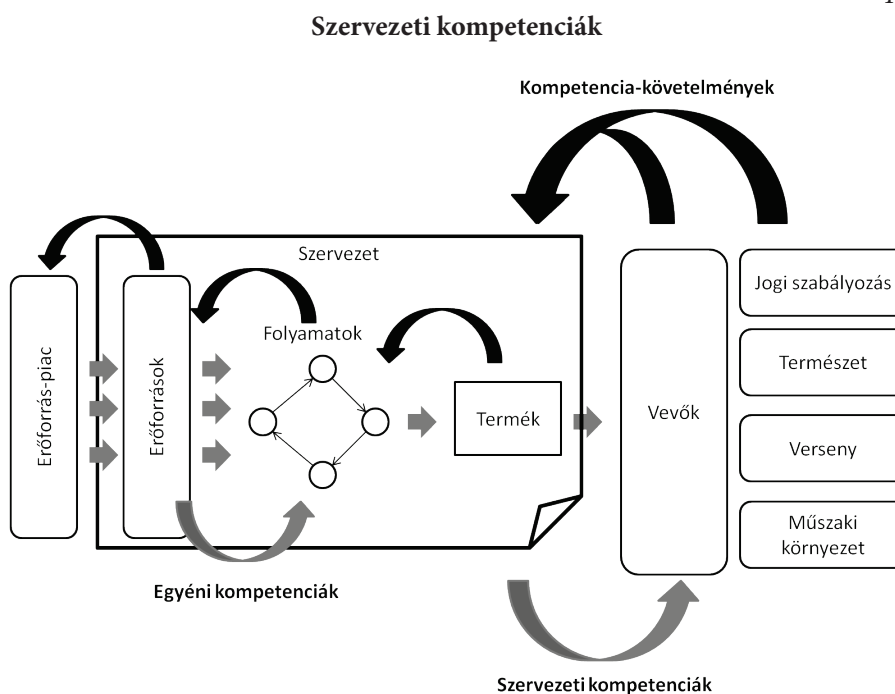 Szervezeti kompetenciák
Kompetencia-követelmények
Szervezet
Erőforrás-piac
Erőforrások
Folyamatok
Termék
Vevők
Jogi szabályozás
Természet
Verseny
Műszaki
környezet
Egyéni kompetenciák
Szervezeti kompetenciák